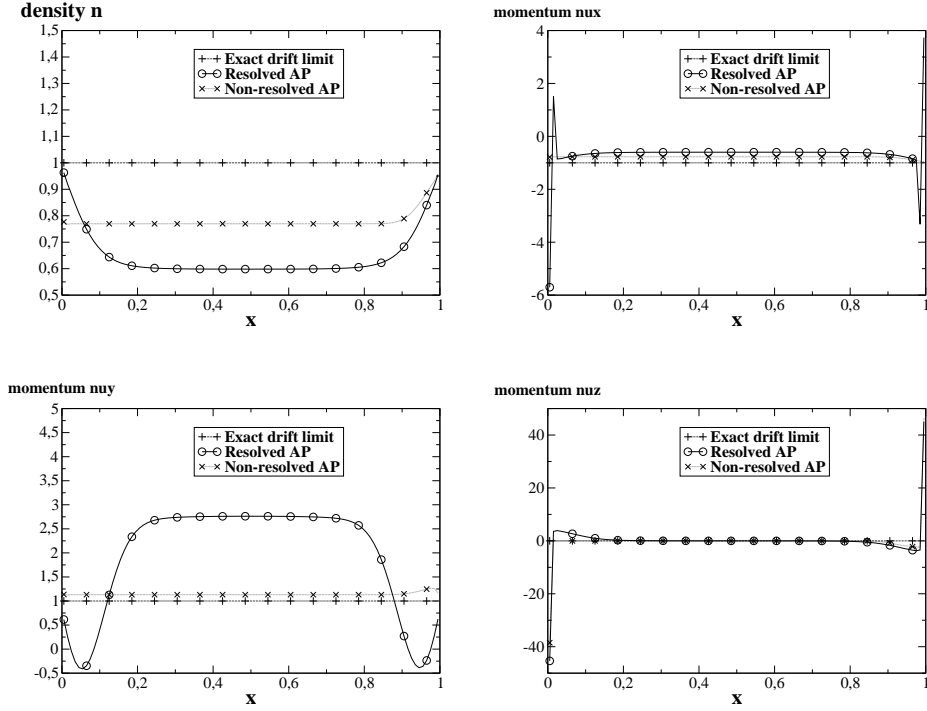 density n
1,5
1,4
1,3
1,2
1,1
1
0,9
0,8
0,7
0,6
0,5
Exact drift limit
Resolved AP
Non-resolved AP
0 0,2 0,4 0,6 0,8 1
x
momentum nux
4
2
0
-2
-4
-6
Exact drift limit
Resolved AP
Non-resolved AP
0 0,2 0,4 0,6 0,8 1
x
momentum nuy
5
4,5
4
3,5
3
2,5
2
1,5
1
0,5
0
-0,5
Exact drift limit
Resolved AP
Non-resolved AP
0 0,2 0,4 0,6 0,8 1
x
momentum nuz
40
20
0
-20
-40
Exact drift limit
Resolved AP
Non-resolved AP
0 0,2 0,4 0,6 0,8 1
x